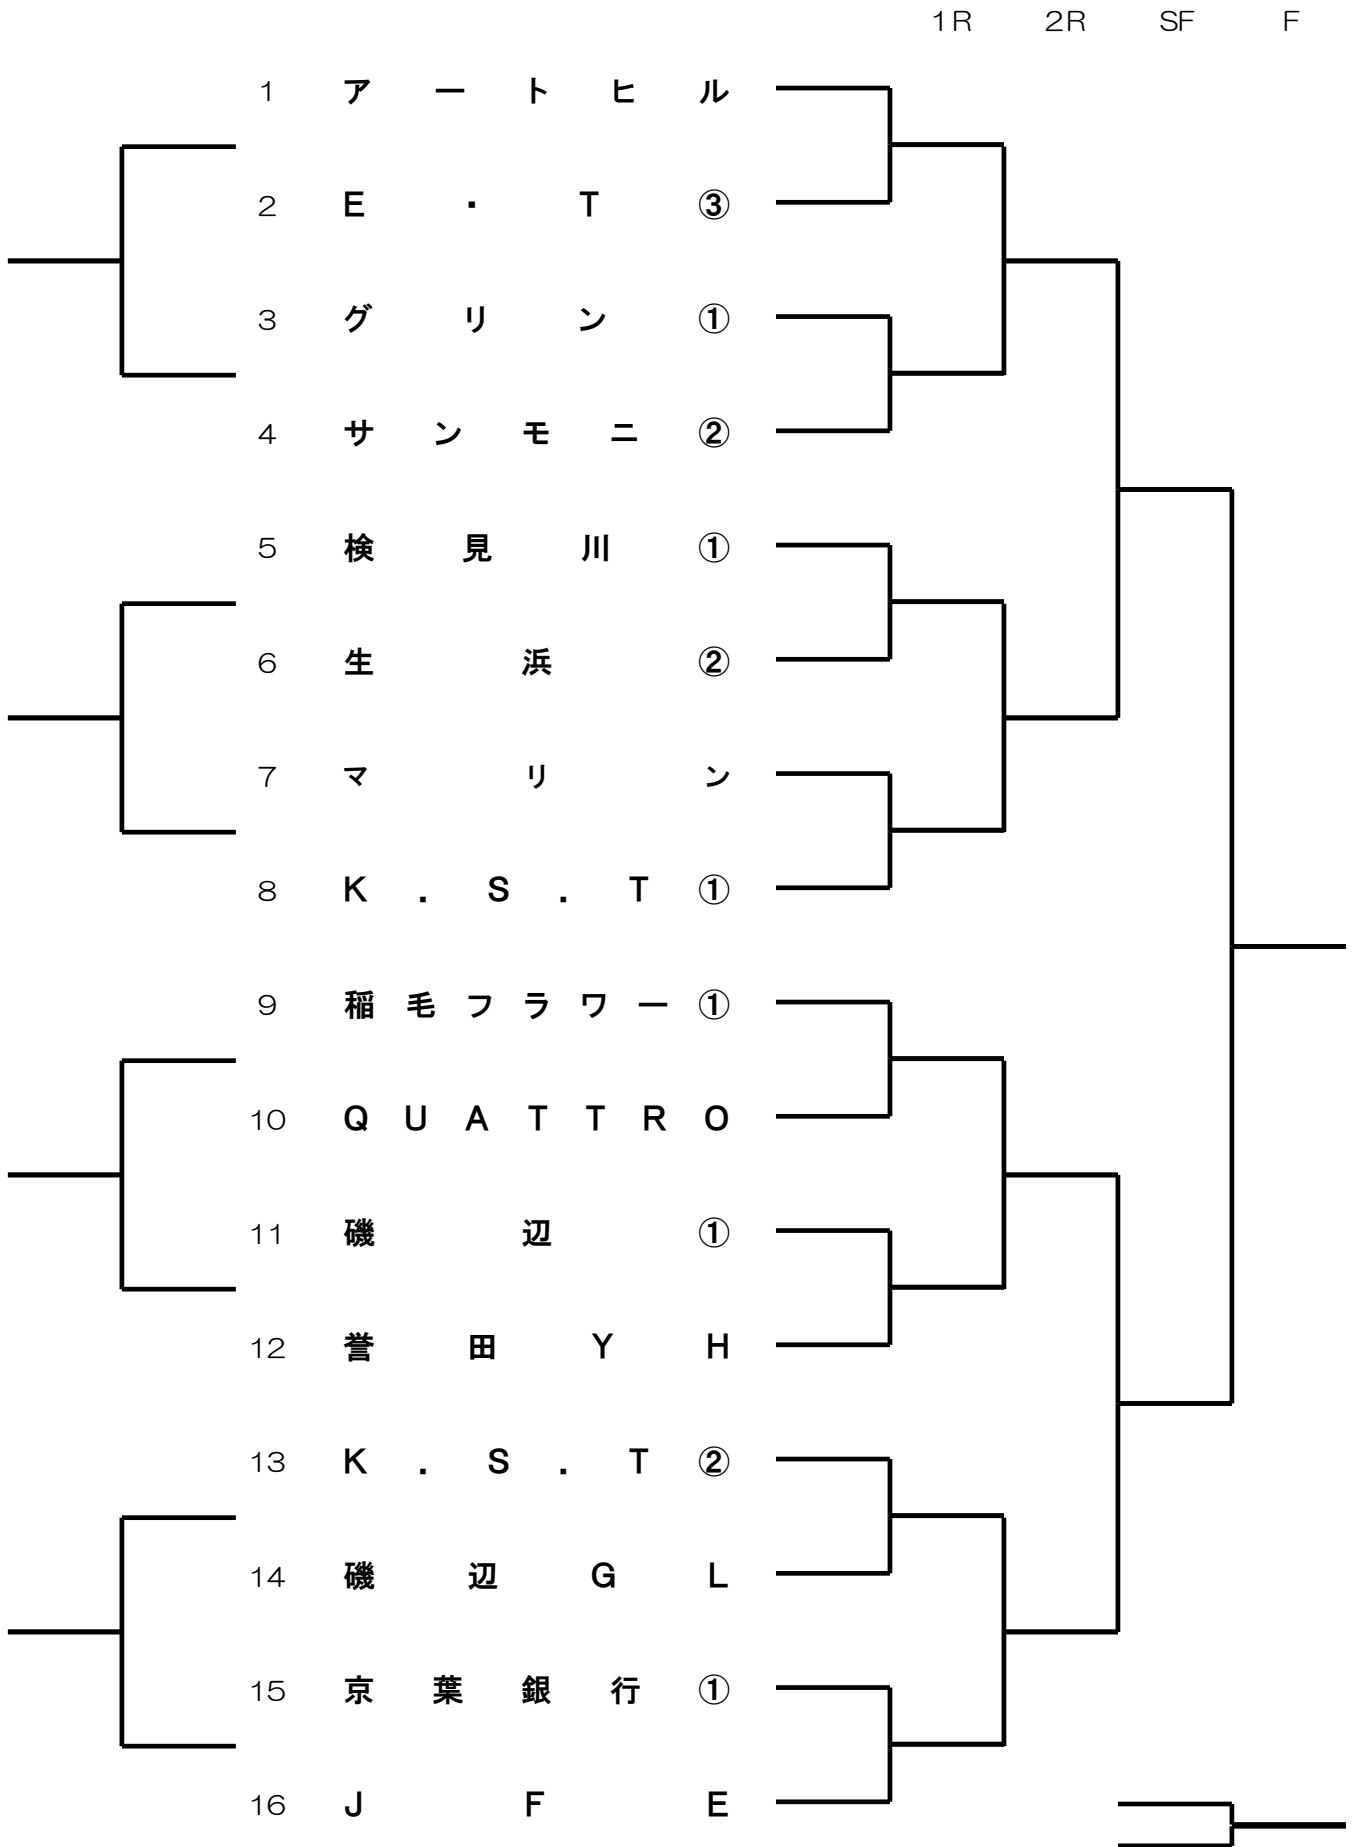 1R 2R SF F
1 アートヒル
2 E・T③
3 グリン①
4 サンモニ②
5 検見川①
6 生浜②
7 マリン
8 K.S.T①
9 稲毛フラワー①
10 QUATTRO
11 磯辺①
12 誉田YH
13 K.S.T②
14 磯辺GL
15 京葉銀行①
16 JFE